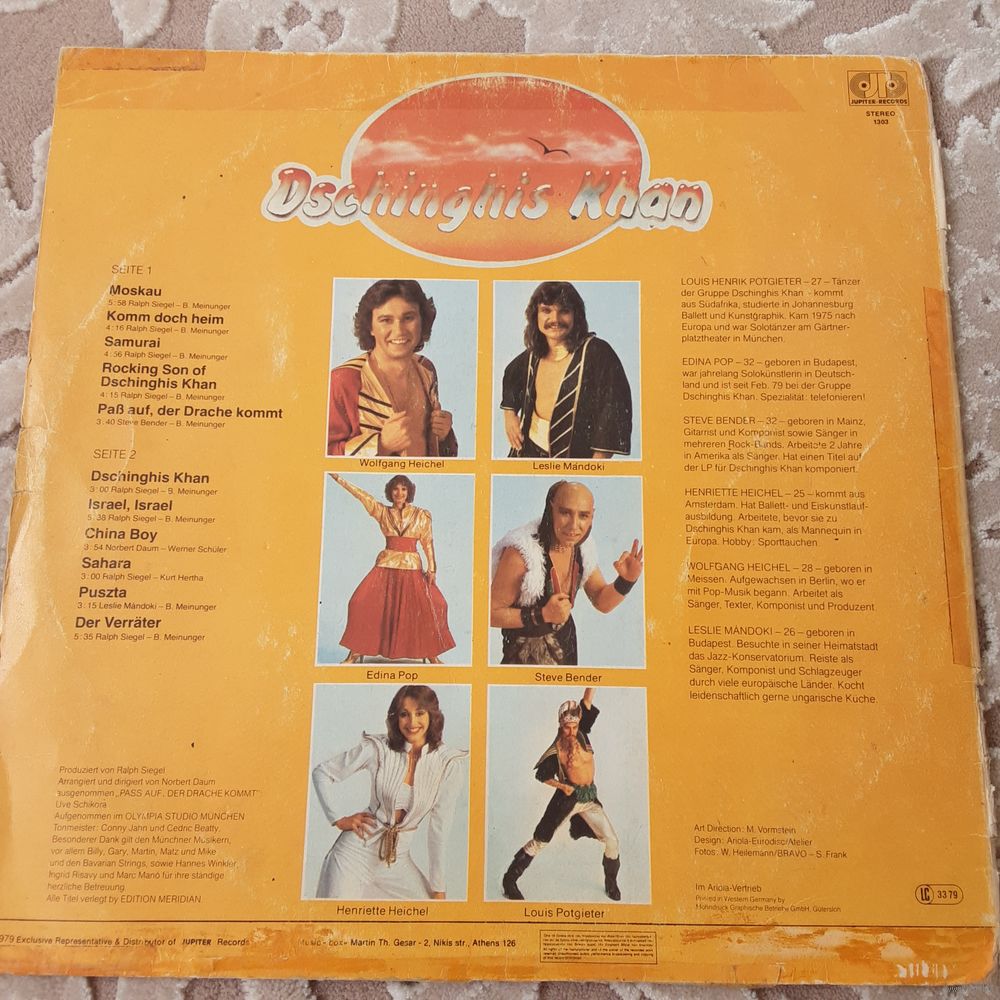 JUPITER-RECORDS
STEREO
1303
Dschinghis Khan
SEITE 1
Moskau
5:58 Ralph Siegel – B. Meinunger
Komm doch heim
4:16 Ralph Siegel – B. Meinunger
Samurai
4:56 Ralph Siegel – B. Meinunger
Rocking Son of
Dschinghis Khan
4:15 Ralph Siegel – B. Meinunger
Paß auf, der Drache kommt
3:40 Steve Bender – B. Meinunger
SEITE 2
Dschinghis Khan
3:00 Ralph Siegel – B. Meinunger
Israel, Israel
5:38 Ralph Siegel – B. Meinunger
China Boy
3:54 Norbert Daum – Werner Schüler
Sahara
3:00 Ralph Siegel – Kurt Hertha
Puszta
3:15 Leslie Mándoki – B. Meinunger
Der Verräter
5:35 Ralph Siegel – B. Meinunger
Produziert von Ralph Siegel
Arrangiert und dirigiert von Norbert Daum
ausgenommen „PASS AUF, DER DRACHE KOMMT“:
Uve Schikora
Aufgenommen im OLYMPIA STUDIO MÜNCHEN
Tonmeister: Conny Jahn und Cedric Beatty.
Besonderer Dank gilt den Münchner Musikern,
vor allem Billy, Gary, Martin, Matz und Mike
und den Bavarian Strings, sowie Hannes Winkler,
Ingrid Risavy und Marc Manó für ihre ständige
herzliche Betreuung.
Alle Titel verlegt by EDITION MERIDIAN
Wolfgang Heichel
Leslie Mándoki
Edina Pop
Steve Bender
Henriette Heichel
Louis Potgieter
LOUIS HENRIK POTGIETER – 27 – Tänzer
der Gruppe Dschinghis Khan - kommt
aus Südafrika, studierte in Johannesburg
Ballett und Kunstgraphik. Kam 1975 nach
Europa und war Solotänzer am Gärtner-
platztheater in München.
EDINA POP – 32 – geboren in Budapest,
war jahrelang Solokünstlerin in Deutsch-
land und ist seit Feb. 79 bei der Gruppe
Dschinghis Khan. Spezialität: telefonieren!
STEVE BENDER – 32 – geboren in Mainz,
Gitarrist und Komponist sowie Sänger in
mehreren Rock-Bands. Arbeitete 2 Jahre
in Amerika als Sänger. Hat einen Titel auf
der LP für Dschinghis Khan komponiert.
HENRIETTE HEICHEL – 25 – kommt aus
Amsterdam. Hat Ballett- und Eiskunstlauf-
ausbildung. Arbeitete, bevor sie zu
Dschinghis Khan kam, als Mannequin in
Europa. Hobby: Sporttauchen.
WOLFGANG HEICHEL – 28 – geboren in
Meissen. Aufgewachsen in Berlin, wo er
mit Pop-Musik begann. Arbeitet als
Sänger, Texter, Komponist und Produzent.
LESLIE MÁNDOKI – 26 – geboren in
Budapest. Besuchte in seiner Heimatstadt
das Jazz-Konservatorium. Reiste als
Sänger, Komponist und Schlagzeuger
durch viele europäische Länder. Kocht
leidenschaftlich gerne ungarische Küche.
Art Direction: M. Vormstein
Design: Ariola-Eurodisc/Atelier
Fotos: W. Heilemann/BRAVO – S. Frank
Im Ariola-Vertrieb
Printed in Western Germany by
Mohndruck Graphische Betriebe GmbH, Gütersloh
LC 3379
1979 Exclusive Representative & Distributor of JUPITER Records
Music - box - Martin Th. Gesar - 2, Nikis str., Athens 126